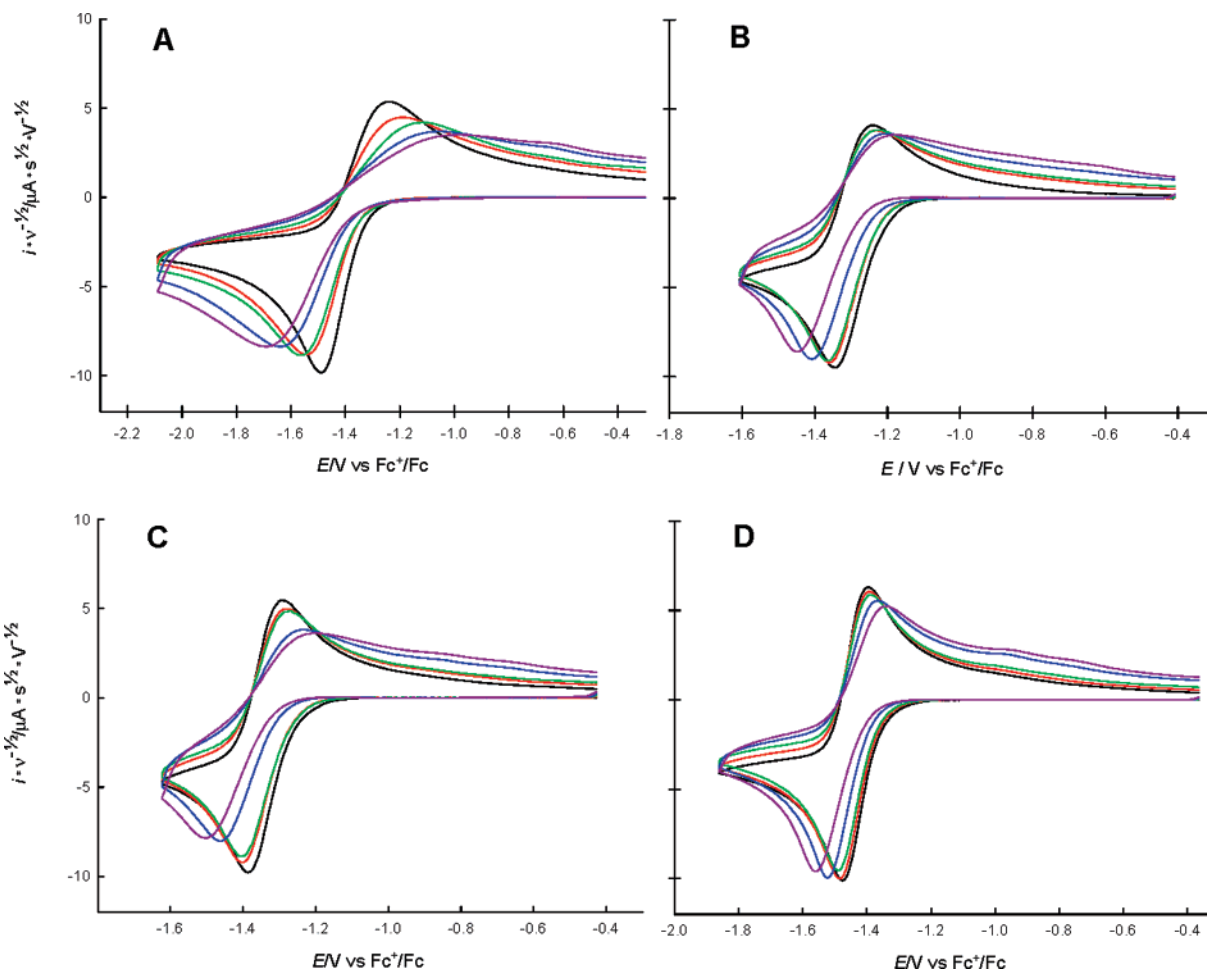 A
B
10
5
0
-5
-10
i • ν⁻¹/²/μA • s¹/² • V⁻¹/²
-2.2 -2.0 -1.8 -1.6 -1.4 -1.2 -1.0 -0.8 -0.6 -0.4
E/V vs Fc⁺/Fc
-1.8 -1.6 -1.4 -1.2 -1.0 -0.8 -0.6 -0.4
E / V vs Fc⁺/Fc
C
D
10
5
0
-5
-10
i • ν⁻¹/²/μA • s¹/² • V⁻¹/²
-1.6 -1.4 -1.2 -1.0 -0.8 -0.6 -0.4
E/V vs Fc⁺/Fc
-2.0 -1.8 -1.6 -1.4 -1.2 -1.0 -0.8 -0.6 -0.4
E/V vs Fc⁺/Fc